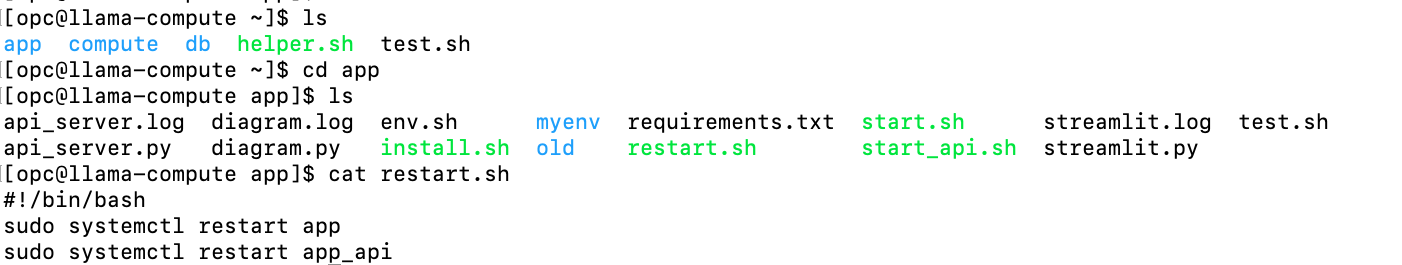 [opc@llama-compute ~]$ ls
app  compute  db  helper.sh  test.sh
[opc@llama-compute ~]$ cd app
[opc@llama-compute app]$ ls
api_server.log  diagram.log  env.sh      myenv  requirements.txt  start.sh      streamlit.log  test.sh
api_server.py   diagram.py   install.sh  old    restart.sh        start_api.sh  streamlit.py
[opc@llama-compute app]$ cat restart.sh
#!/bin/bash
sudo systemctl restart app
sudo systemctl restart app_api